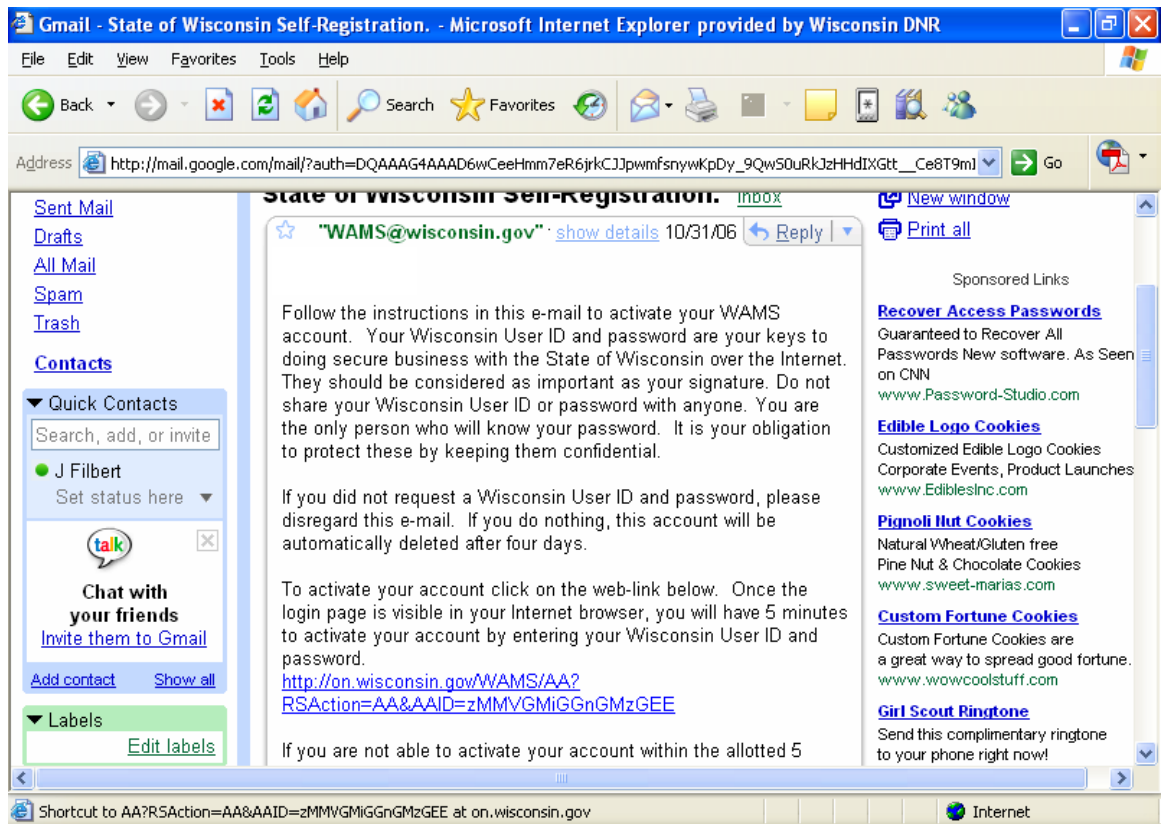 Gmail - State of Wisconsin Self-Registration. - Microsoft Internet Explorer provided by Wisconsin DNR
File Edit View Favorites Tools Help
Back Search Favorites
Address http://mail.google.com/mail/?auth=DQAAAG4AAAD6wCeeHmm7eR6jrkCJJpwmfsnywKpDy_9QwS0uRkJzHHdIXGtt__Ce8T9m1 Go
Sent Mail
Drafts
All Mail
Spam
Trash
Contacts
Quick Contacts
Search, add, or invite
J Filbert
Set status here
talk
Chat with
your friends
Invite them to Gmail
Add contact Show all
Labels
Edit labels
State of Wisconsin Self-Registration. Inbox
"WAMS@wisconsin.gov" show details 10/31/06 Reply
Follow the instructions in this e-mail to activate your WAMS
account. Your Wisconsin User ID and password are your keys to
doing secure business with the State of Wisconsin over the Internet.
They should be considered as important as your signature. Do not
share your Wisconsin User ID or password with anyone. You are
the only person who will know your password. It is your obligation
to protect these by keeping them confidential.
If you did not request a Wisconsin User ID and password, please
disregard this e-mail. If you do nothing, this account will be
automatically deleted after four days.
To activate your account click on the web-link below. Once the
login page is visible in your Internet browser, you will have 5 minutes
to activate your account by entering your Wisconsin User ID and
password.
http://on.wisconsin.gov/WAMS/AA?
RSAction=AA&AAID=zMMVGMiGGnGMzGEE
If you are not able to activate your account within the allotted 5
New window
Print all
Sponsored Links
Recover Access Passwords
Guaranteed to Recover All
Passwords New software. As Seen
on CNN
www.Password-Studio.com
Edible Logo Cookies
Customized Edible Logo Cookies
Corporate Events, Product Launches
www.EdiblesInc.com
Pignoli Nut Cookies
Natural Wheat/Gluten free
Pine Nut & Chocolate Cookies
www.sweet-marias.com
Custom Fortune Cookies
Custom Fortune Cookies are
a great way to spread good fortune.
www.wowcoolstuff.com
Girl Scout Ringtone
Send this complimentary ringtone
to your phone right now!
Shortcut to AA?RSAction=AA&AAID=zMMVGMiGGnGMzGEE at on.wisconsin.gov Internet